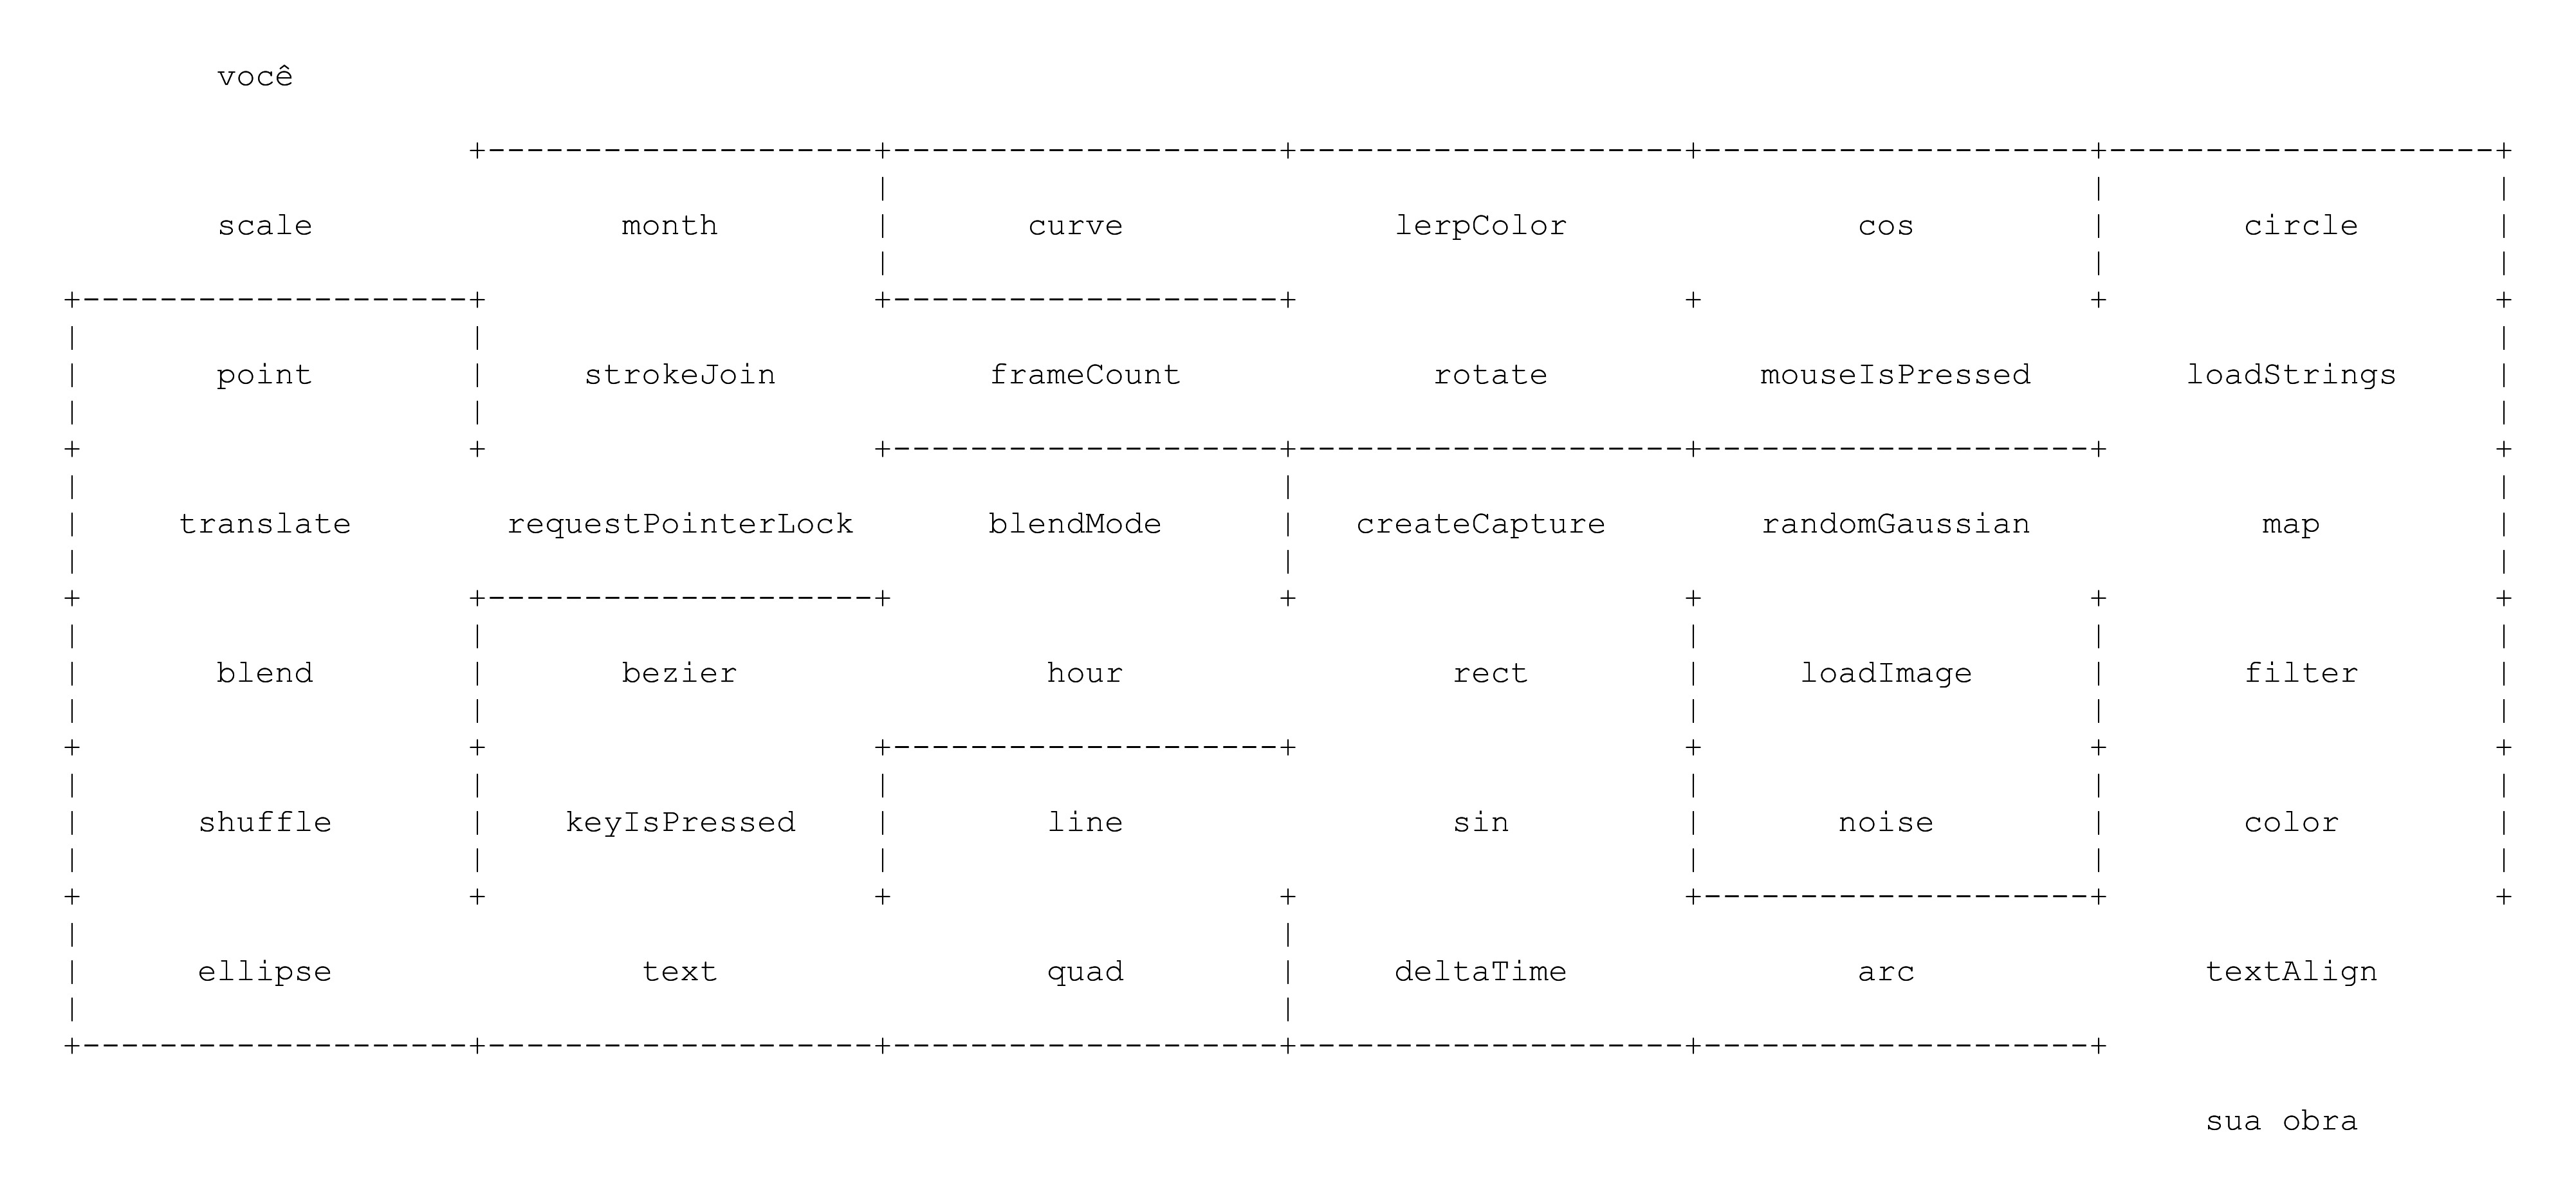 você
scale month curve lerpColor cos circle
point strokeJoin frameCount rotate mouseIsPressed loadStrings
translate requestPointerLock blendMode createCapture randomGaussian map
blend bezier hour rect loadImage filter
shuffle keyIsPressed line sin noise color
ellipse text quad deltaTime arc textAlign
sua obra